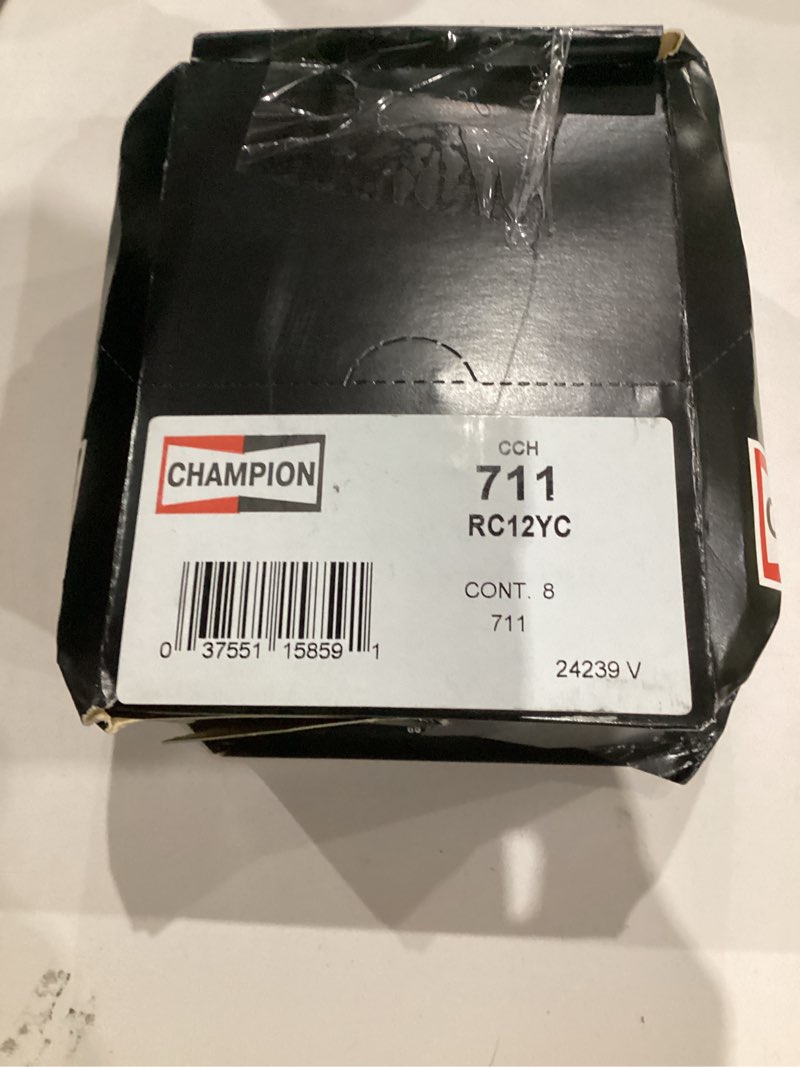 CHAMPION
CCH
711
RC12YC
CONT. 8
711
0 37551 15859 1
24239 V